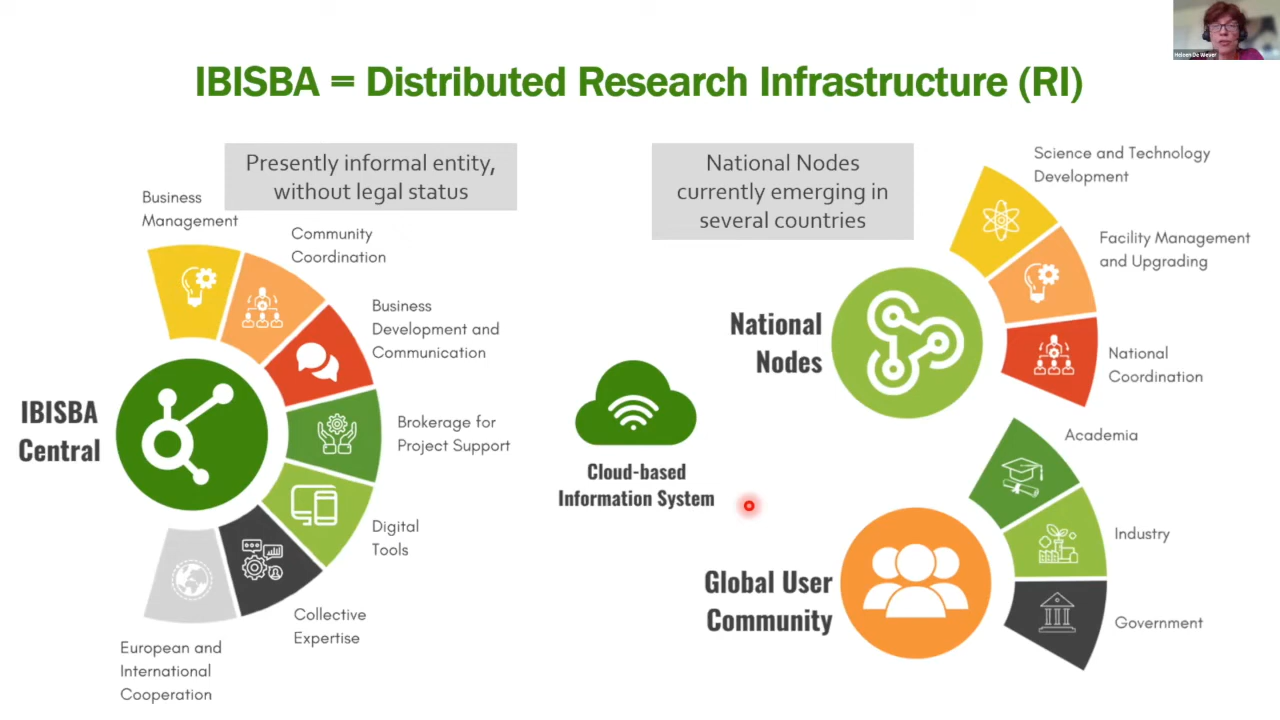 IBISBA = Distributed Research Infrastructure (RI)
Heleen De Wever
Presently informal entity,
without legal status
Business
Management
Community
Coordination
Business
Development and
Communication
IBISBA
Central
Brokerage for
Project Support
Digital
Tools
Collective
Expertise
European and
International
Cooperation
Cloud-based
Information System
National Nodes
currently emerging in
several countries
Science and Technology
Development
Facility Management
and Upgrading
National
Nodes
National
Coordination
Academia
Industry
Global User
Community
Government